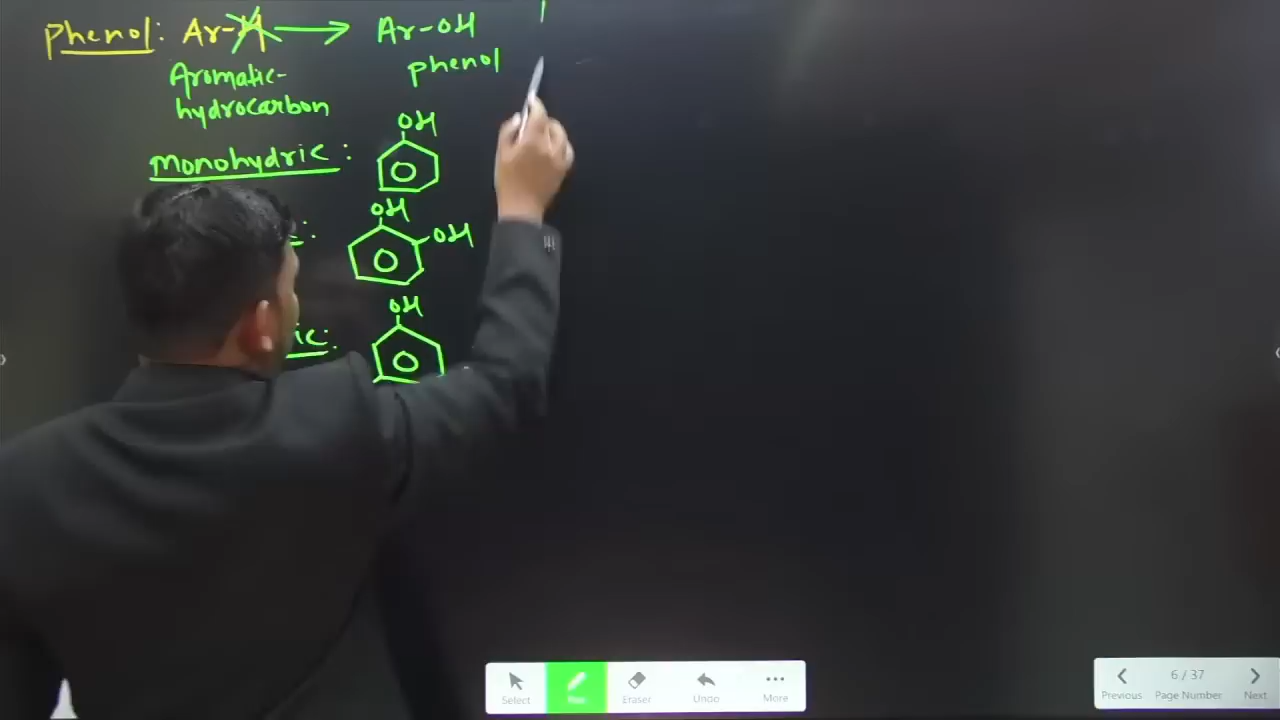 Phenol: Ar-H → Ar-OH
Aromatic- phenol
hydrocarbon
OH
Monohydric:
OH
OH
OH
ic:
Select
Eraser
Undo
More
6 / 37
Previous Page Number Next